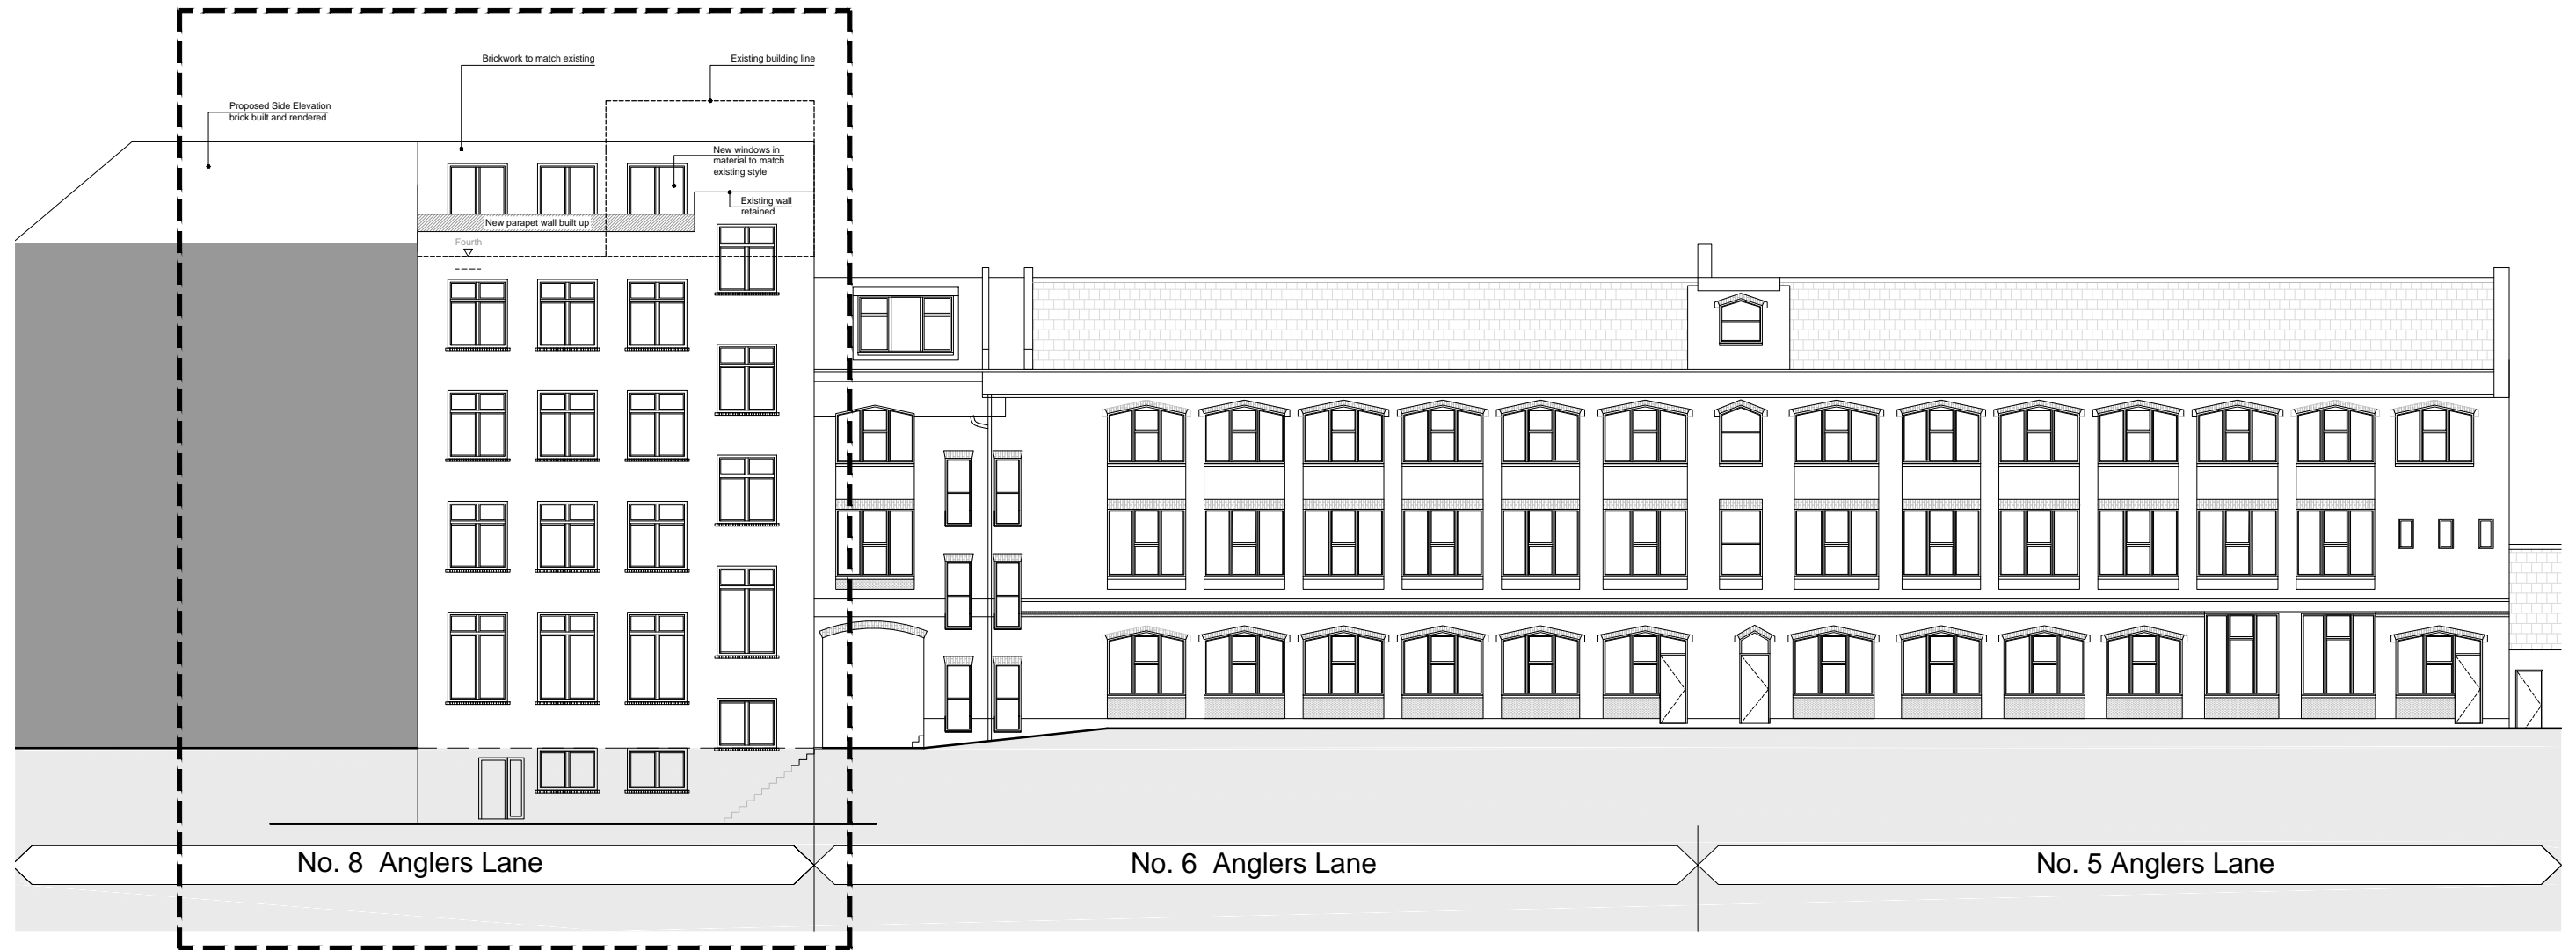 Brickwork to match existing
Existing building line
Proposed Side Elevation
brick built and rendered
New windows in
material to match
existing style
Existing wall
retained
New parapet wall built up
Fourth
No. 8 Anglers Lane
No. 6 Anglers Lane
No. 5 Anglers Lane